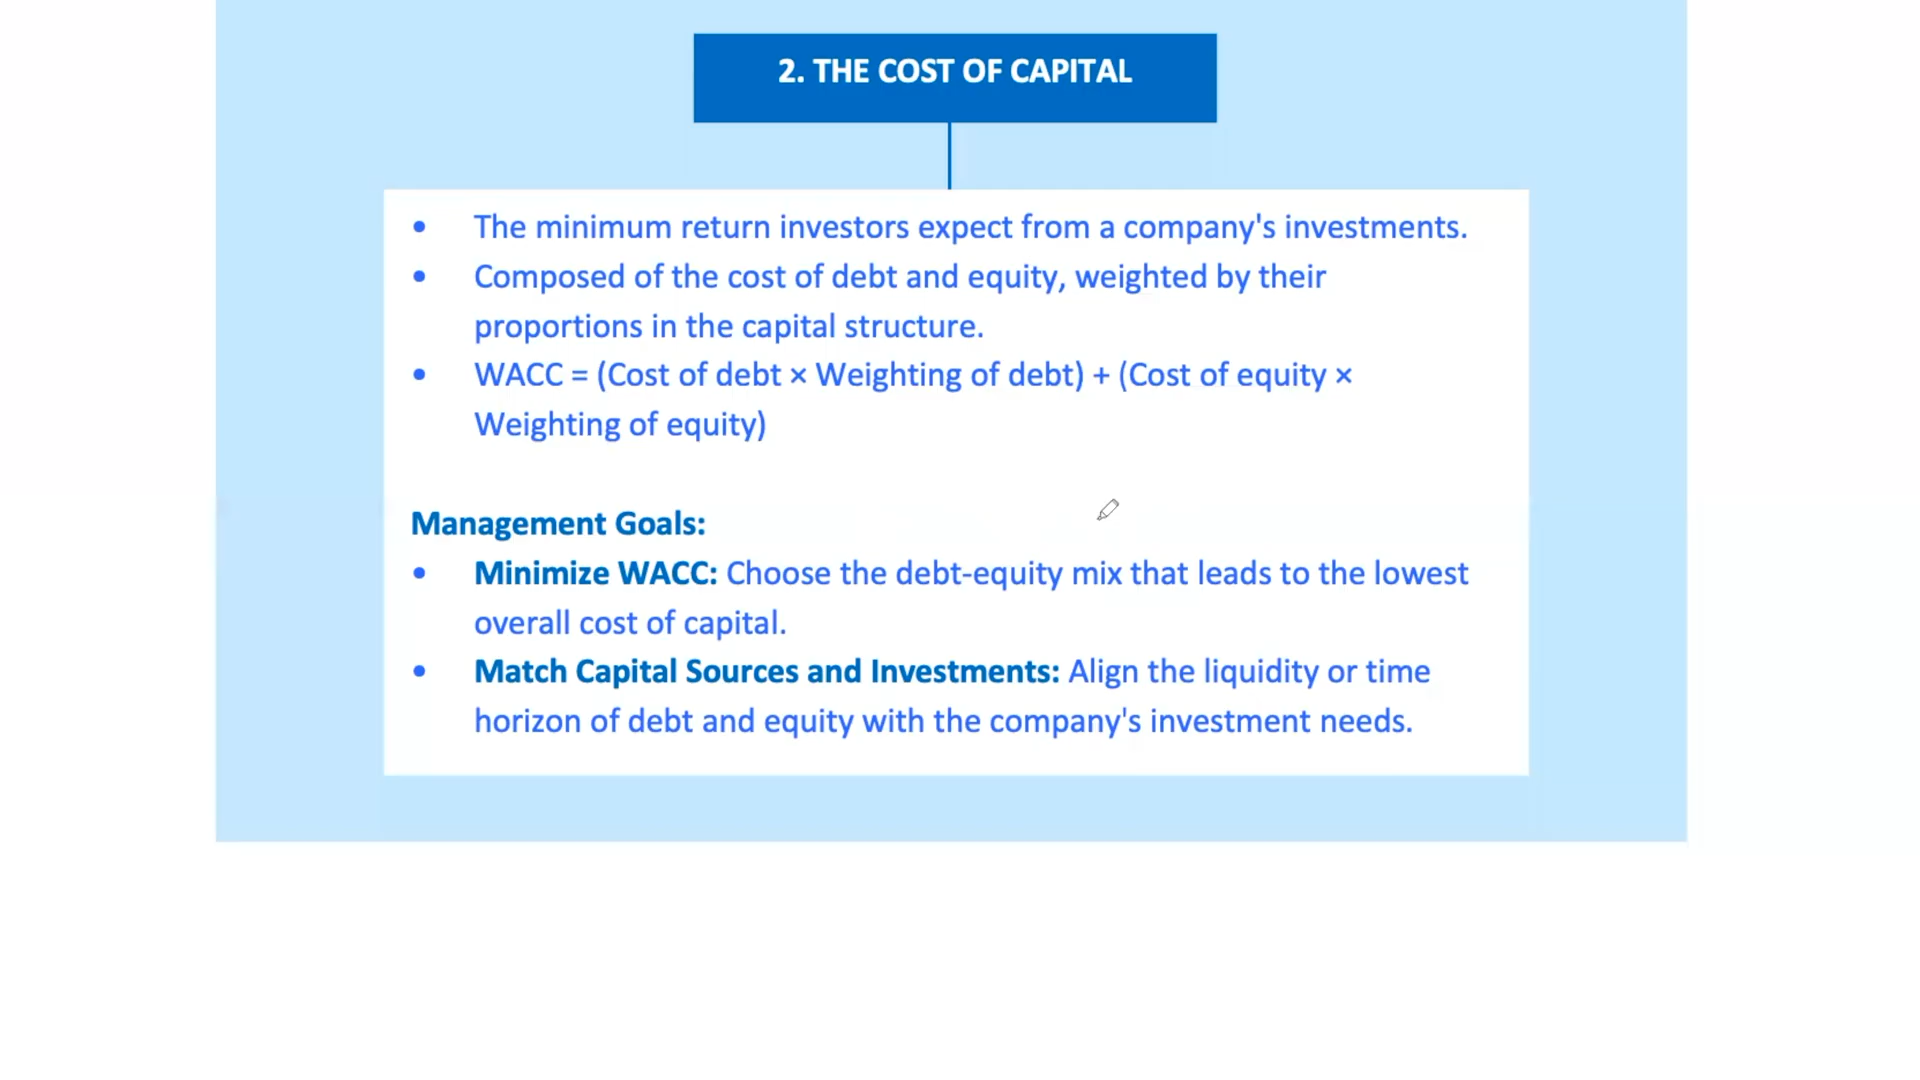 2. THE COST OF CAPITAL
• The minimum return investors expect from a company's investments.
• Composed of the cost of debt and equity, weighted by their
proportions in the capital structure.
• WACC = (Cost of debt × Weighting of debt) + (Cost of equity ×
Weighting of equity)
Management Goals:
• Minimize WACC: Choose the debt-equity mix that leads to the lowest
overall cost of capital.
• Match Capital Sources and Investments: Align the liquidity or time
horizon of debt and equity with the company's investment needs.